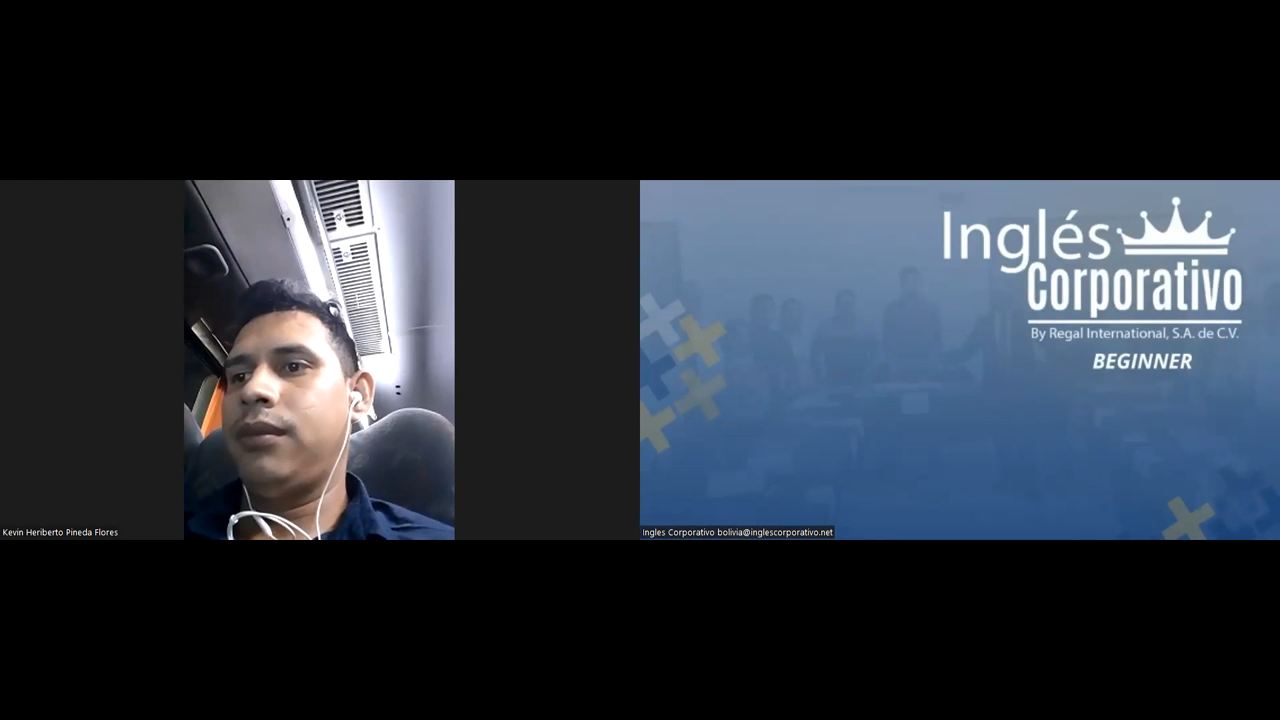 Inglés
Corporativo
By Regal International, S.A. de C.V.
BEGINNER
Kevin Heriberto Pineda Flores
Ingles Corporativo bolivia@inglescorporativo.net